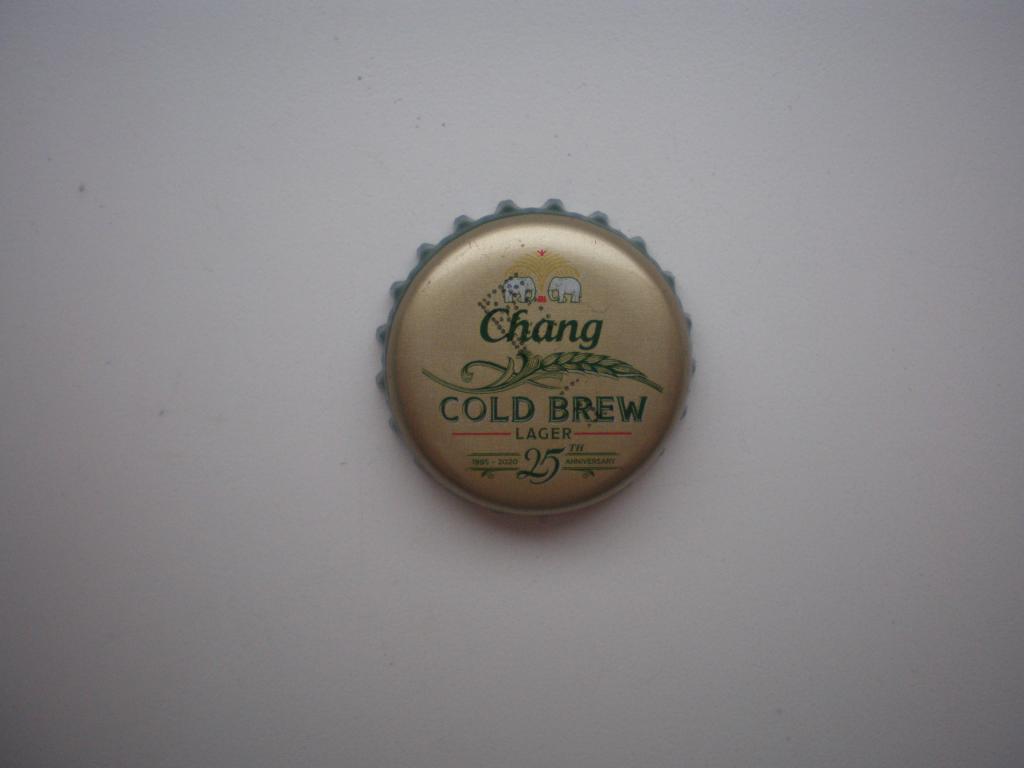 Chang
COLD BREW
LAGER
1995 - 2020 25TH ANNIVERSARY